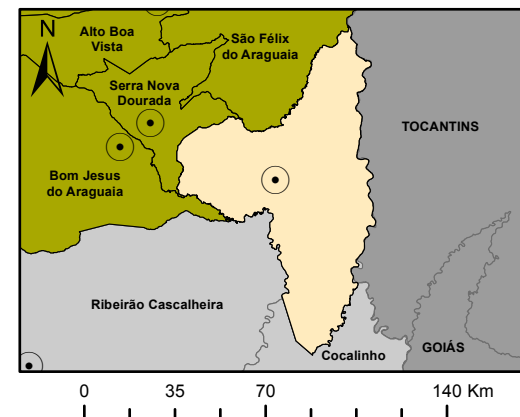 N
Alto Boa
Vista
São Félix
do Araguaia
Serra Nova
Dourada
TOCANTINS
Bom Jesus
do Araguaia
Ribeirão Cascalheira
Cocalinho
GOIÁS
0 35 70 140 Km